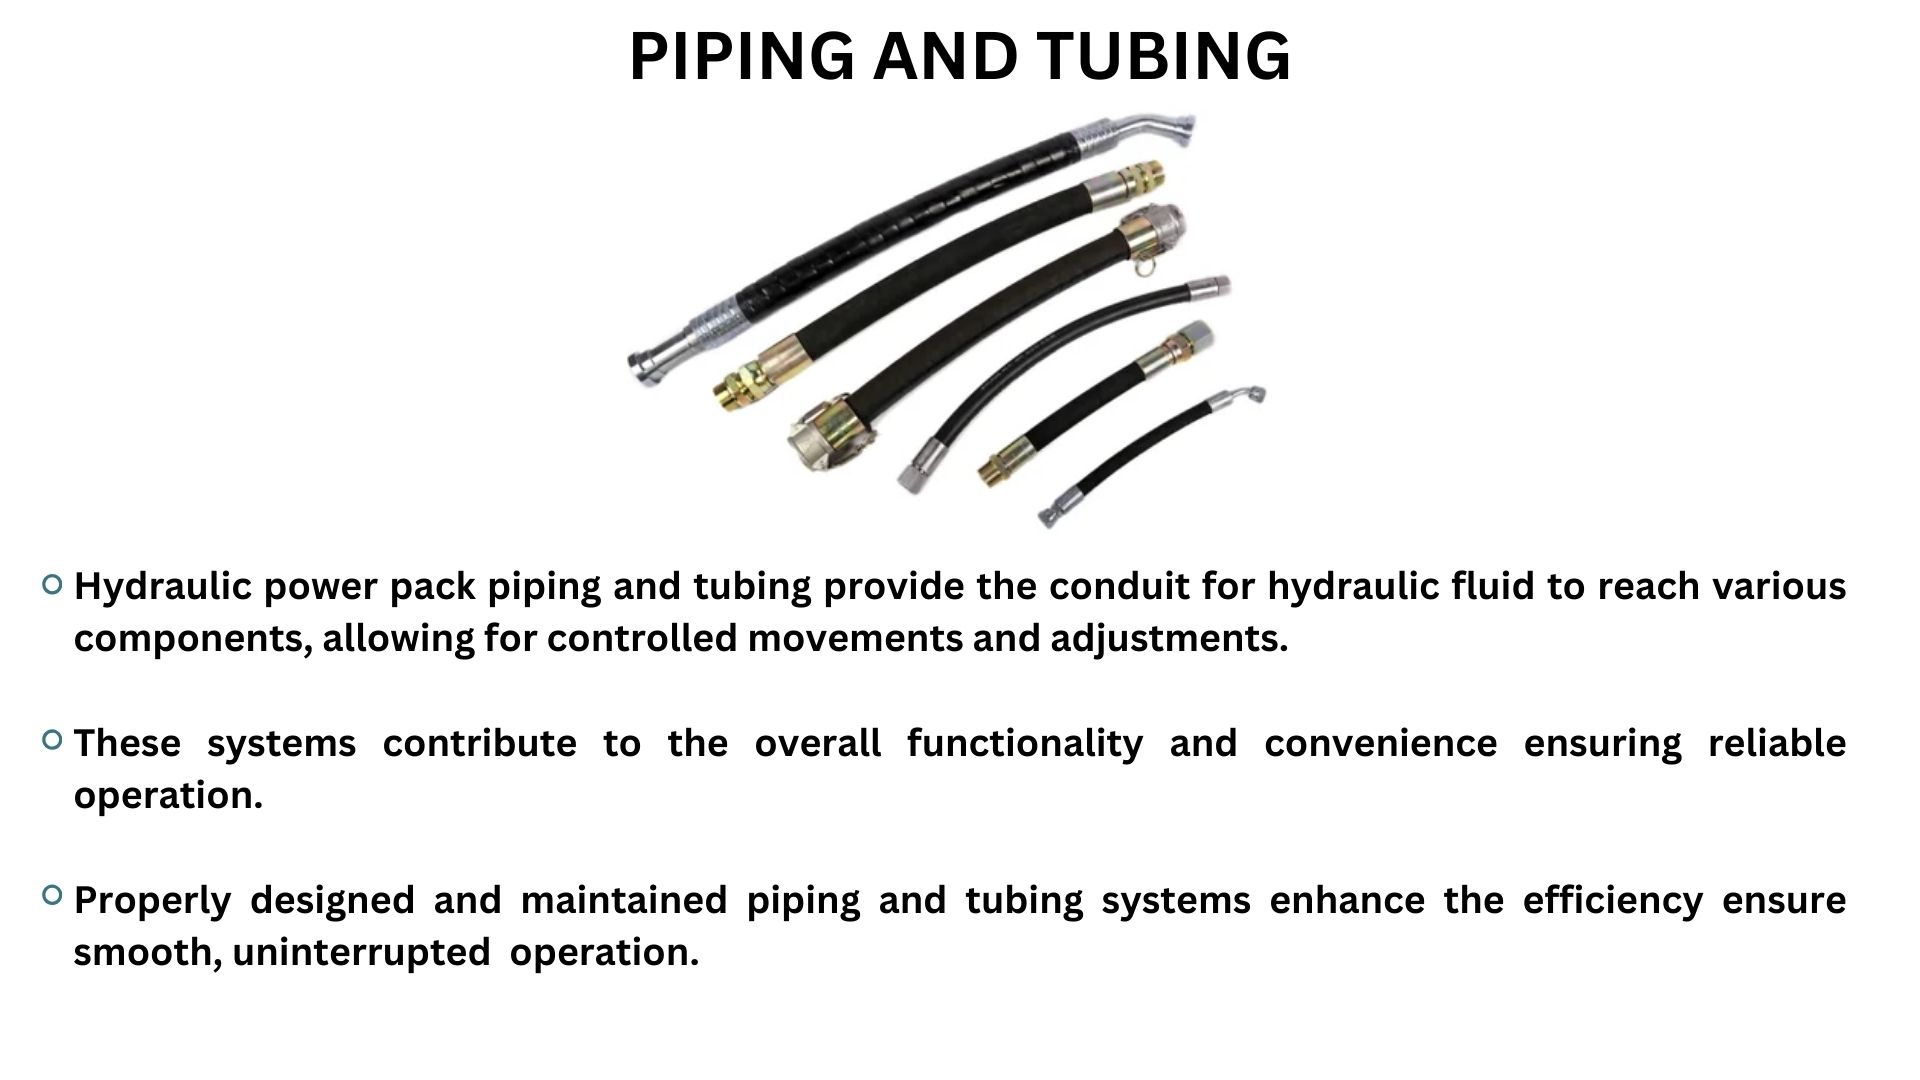 PIPING AND TUBING
Hydraulic power pack piping and tubing provide the conduit for hydraulic fluid to reach various
components, allowing for controlled movements and adjustments.
These systems contribute to the overall functionality and convenience ensuring reliable
operation.
Properly designed and maintained piping and tubing systems enhance the efficiency ensure
smooth, uninterrupted  operation.